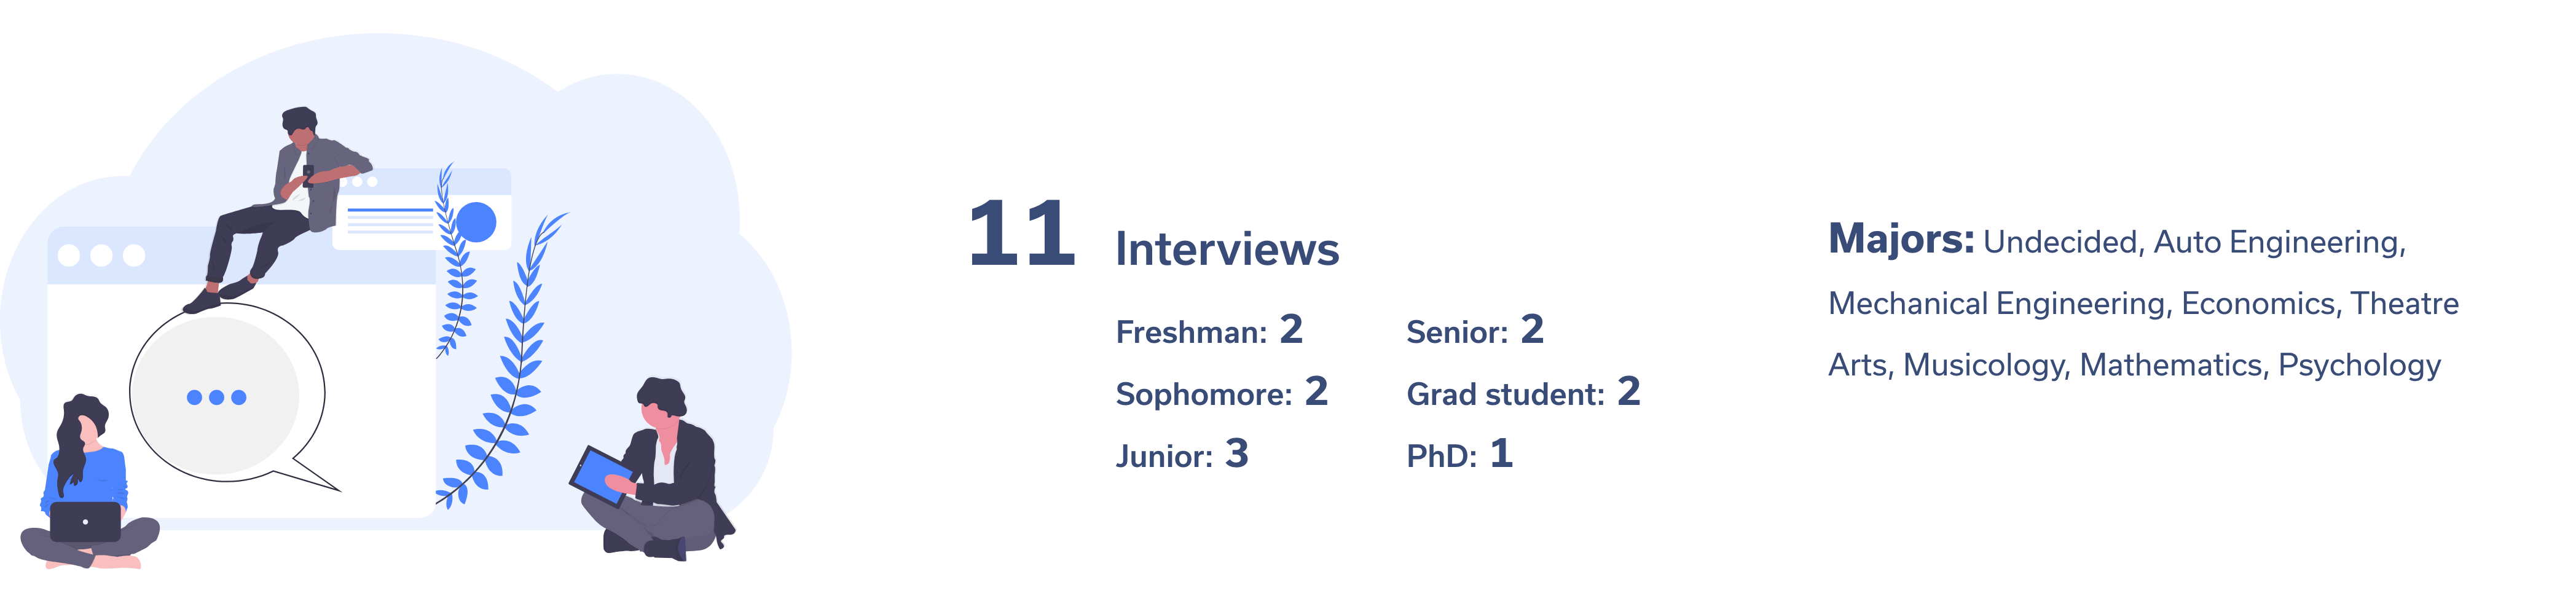 11 Interviews
Freshman: 2
Sophomore: 2
Junior: 3
Senior: 2
Grad student: 2
PhD: 1
Majors: Undecided, Auto Engineering,
Mechanical Engineering, Economics, Theatre
Arts, Musicology, Mathematics, Psychology